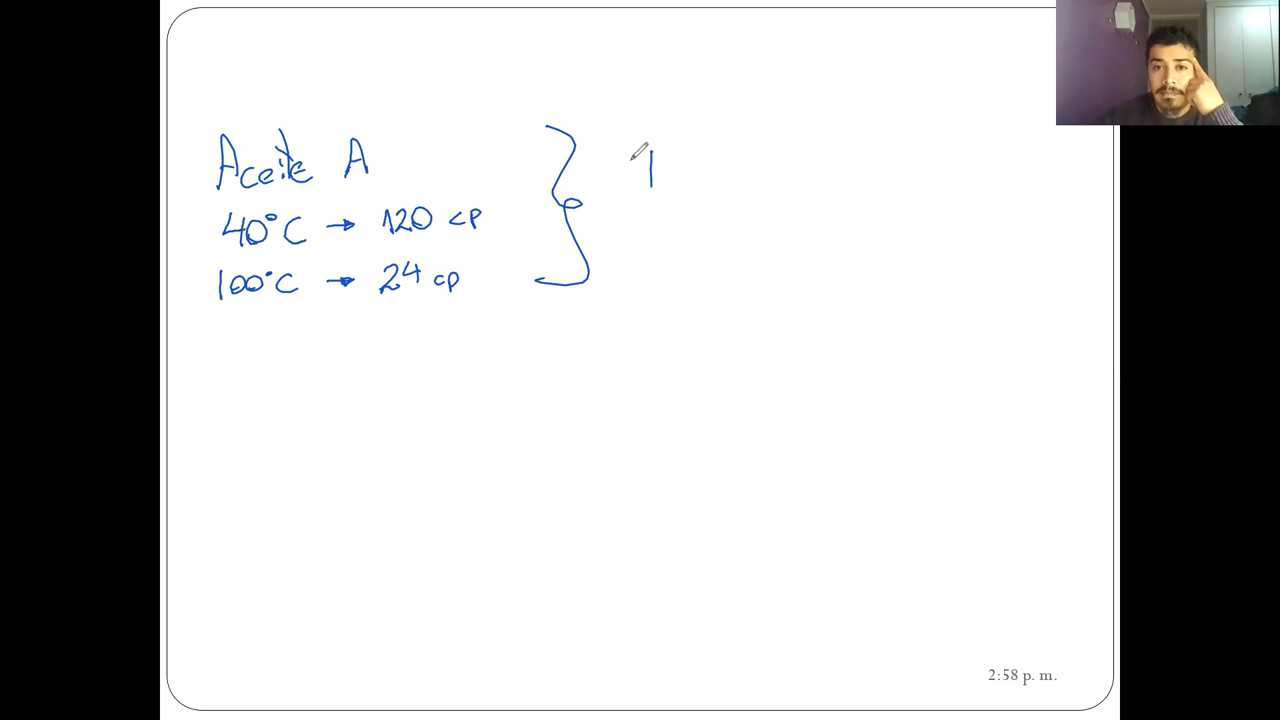 Aceite A
40°C → 120 cp
100°C → 24 cp
2:58 p. m.